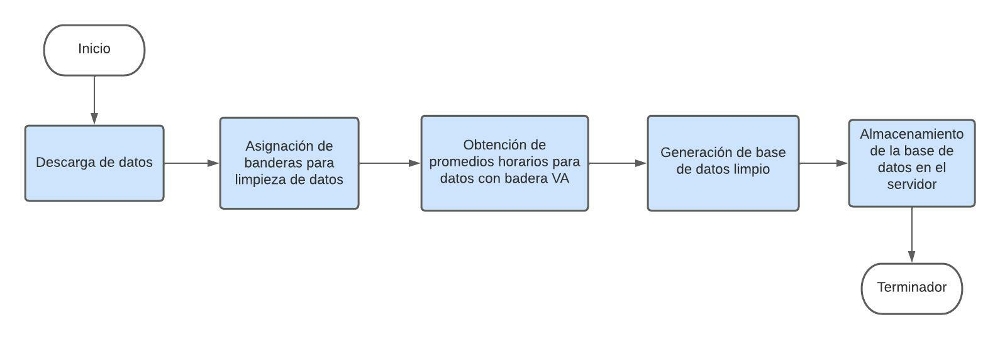 Inicio
Descarga de datos
Asignación de
banderas para
limpieza de datos
Obtención de
promedios horarios para
datos con badera VA
Generación de base
de datos limpio
Almacenamiento
de la base de
datos en el
servidor
Terminador